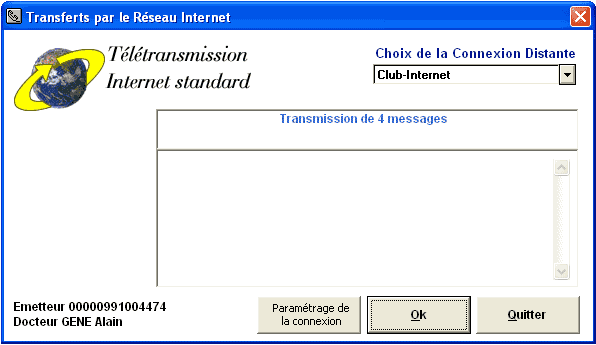 Transferts par le Réseau Internet
Télétransmission
Internet standard
Choix de la Connexion Distante
Club-Internet
Transmission de 4 messages
Emetteur 00000991004474
Docteur GENE Alain
Paramétrage de
la connexion
Ok
Quitter